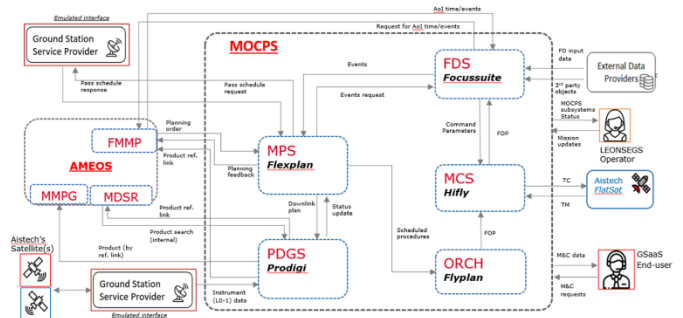 Emulated interface
Ground Station
Service Provider
AoI time/events
Request for AoI time/events
MOCPS
FDS
Focussuite
FD input
data
External Data
Providers
3rd party
objects
Pass schedule
response
Pass schedule
request
Events
Events request
MOCPS
subsystems
Status
Mission
updates
LEONSEGS
Operator
Planning
order
FMMP
AMEOS
Product ref.
link
Planning
feedback
MPS
Flexplan
Command
Parameters
FDP
MCS
Hifly
TC
TM
Aistech
FlatSat
MMPG
MDSR
Product ref.
link
Product search
(internal)
Downlink
plan
Status
update
Scheduled
procedures
FOP
Aistech's
Satellite(s)
Product (by
ref. link)
PDGS
Prodigi
ORCH
Flyplan
M&C data
M&C
requests
GSaaS
End-user
Ground Station
Service Provider
Emulated interface
Instrument
(L0-1) data